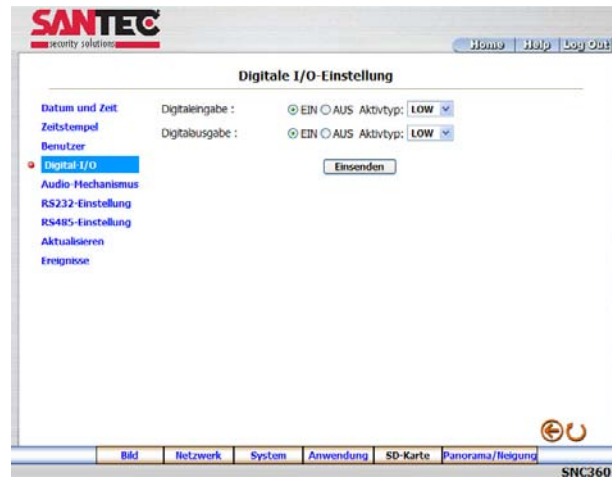 SANTEC
security solutions
Home | Help | Log Out
Digitale I/O-Einstellung
Datum und Zeit
Zeitstempel
Benutzer
Digital-I/O
Audio-Mechanismus
RS232-Einstellung
RS485-Einstellung
Aktualisieren
Ereignisse
Digitaleingabe : EIN AUS Aktivtyp: LOW
Digitalausgabe : EIN AUS Aktivtyp: LOW
Einsenden
Bild Netzwerk System Anwendung SD-Karte Panorama/Neigung
SNC360